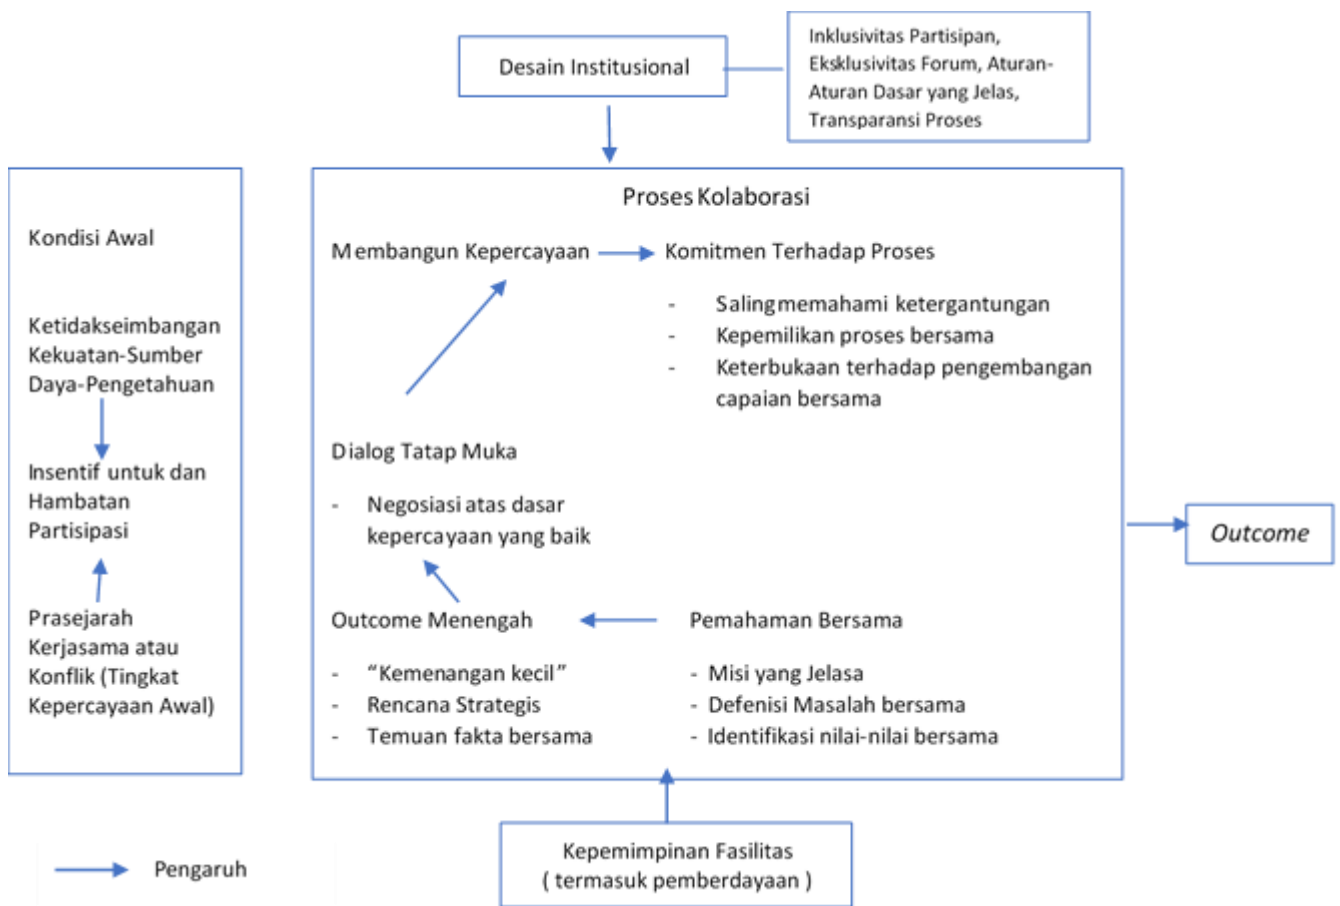 Desain Institusional
Inklusivitas Partisipan,
Eksklusivitas Forum, Aturan-
Aturan Dasar yang Jelas,
Transparansi Proses
Kondisi Awal
Ketidakseimbangan
Kekuatan-Sumber
Daya-Pengetahuan
Insentif untuk dan
Hambatan
Partisipasi
Prasejarah
Kerjasama atau
Konflik (Tingkat
Kepercayaan Awal)
Proses Kolaborasi
Membangun Kepercayaan
Komitmen Terhadap Proses
- Saling memahami ketergantungan
- Kepemilikan proses bersama
- Keterbukaan terhadap pengembangan
capaian bersama
Dialog Tatap Muka
- Negosiasi atas dasar
kepercayaan yang baik
Outcome Menengah
- “Kemenangan kecil”
- Rencana Strategis
- Temuan fakta bersama
Pemahaman Bersama
- Misi yang Jelasa
- Defenisi Masalah bersama
- Identifikasi nilai-nilai bersama
Outcome
Kepemimpinan Fasilitas
( termasuk pemberdayaan )
Pengaruh